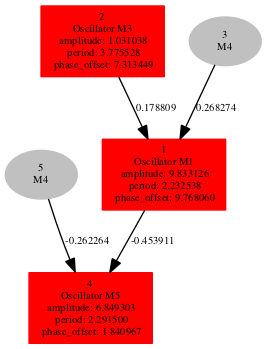 2
Oscillator M3
amplitude: 1.031038
period: 3.775528
phase_offset: 7.313449
3
M4
0.178809
0.268274
1
Oscillator M1
amplitude: 9.833126
period: 2.232538
phase_offset: 9.768060
5
M4
-0.262264
-0.453911
4
Oscillator M5
amplitude: 6.849303
period: 2.291500
phase_offset: 1.840967